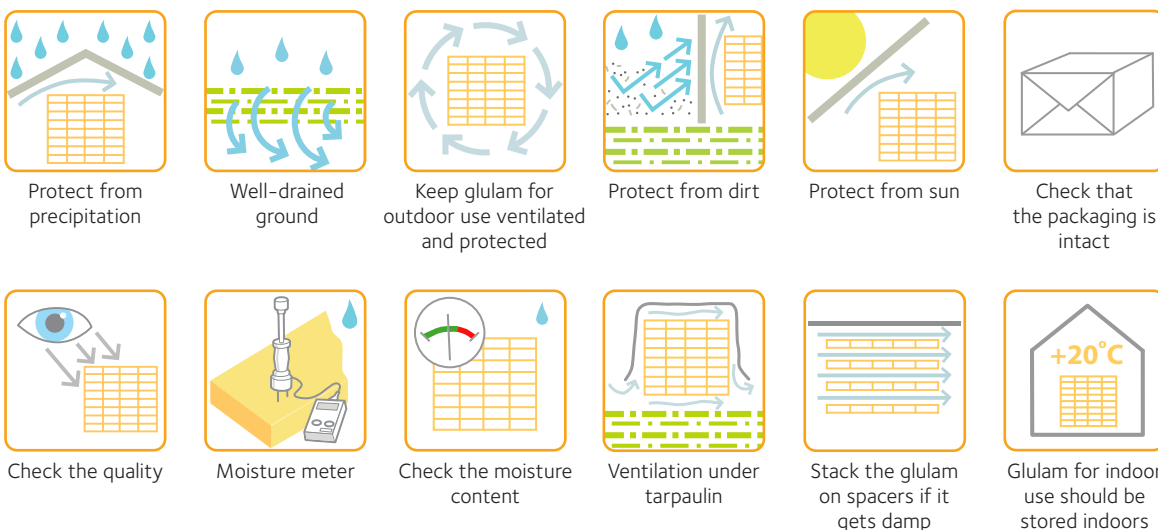 Protect from
precipitation
Well-drained
ground
Keep glulam for
outdoor use ventilated
and protected
Protect from dirt
Protect from sun
Check that
the packaging is
intact
+20°C
Check the quality
Moisture meter
Check the moisture
content
Ventilation under
tarpaulin
Stack the glulam
on spacers if it
gets damp
Glulam for indoor
use should be
stored indoors